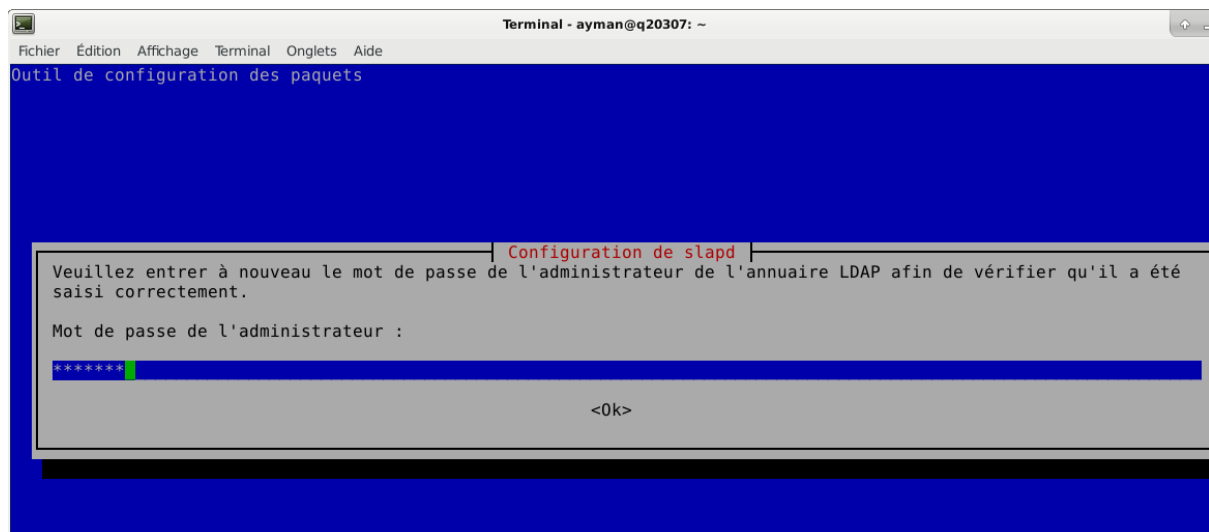 Terminal - ayman@q20307: ~
Fichier Édition Affichage Terminal Onglets Aide
Outil de configuration des paquets
Configuration de slapd
Veuillez entrer à nouveau le mot de passe de l'administrateur de l'annuaire LDAP afin de vérifier qu'il a été
saisi correctement.
Mot de passe de l'administrateur :
*******
<Ok>